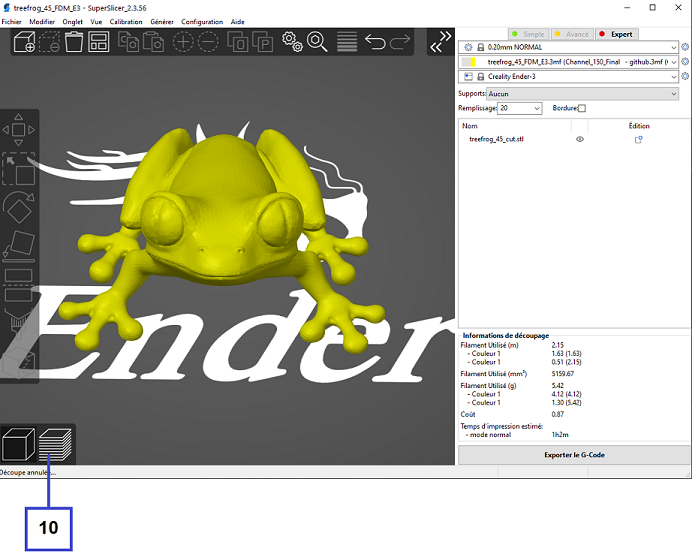 treefrog_45_FDM_E3 - SuperSlicer_2.3.56
Fichier Modifier Onglet Vue Calibration Générer Configuration Aide
Simple Avancé Expert
0.20mm NORMAL
treefrog_45_FDM_E3.3mf (Channel_150_Final - github.3mf (
Creality Ender-3
Supports: Aucun
Remplissage: 20 Bordure:
Nom Édition
treefrog_45_cut.stl
Ender
Informations de découpage
Filament Utilisé (m) 2.15
- Couleur 1 1.63 (1.63)
- Couleur 1 0.51 (2.15)
Filament Utilisé (mm³) 5159.67
Filament Utilisé (g) 5.42
- Couleur 1 4.12 (4.12)
- Couleur 1 1.30 (5.42)
Coût 0.87
Temps d'impression estimé:
- mode normal 1h2m
Exporter le G-Code
Découpe annulé...
10